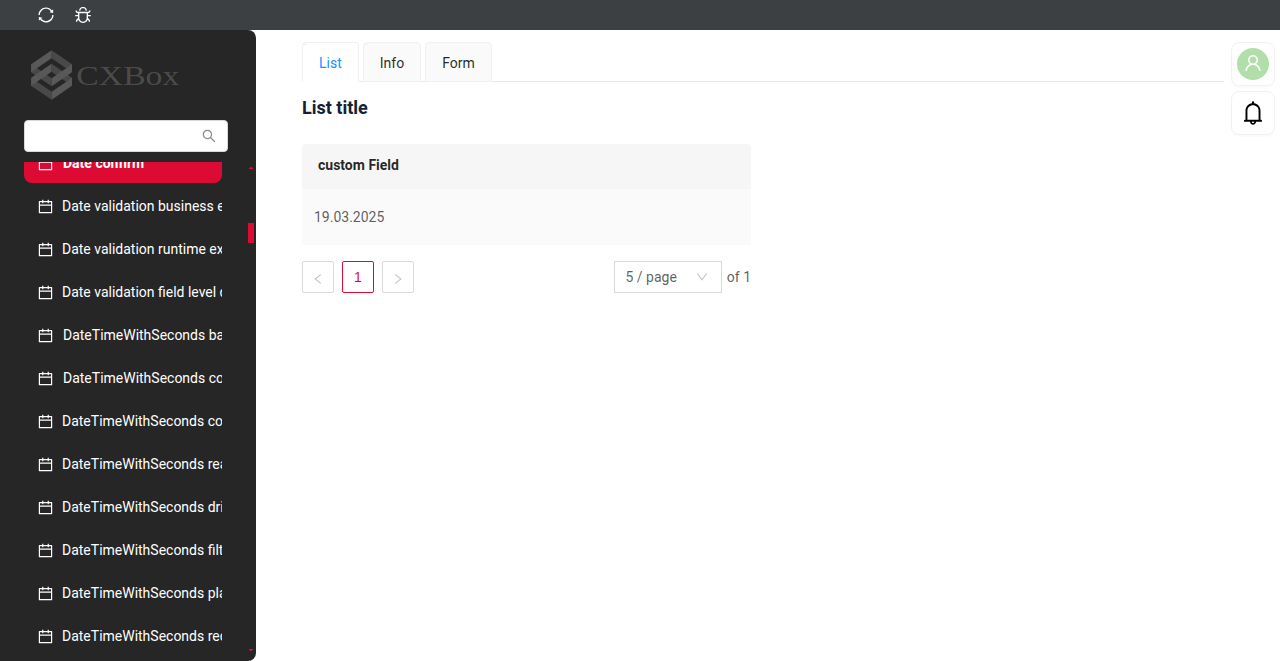 CXBox
Date confirm
Date validation business
Date validation runtime ex
Date validation field level
DateTimeWithSeconds ba
DateTimeWithSeconds co
DateTimeWithSeconds co
DateTimeWithSeconds rea
DateTimeWithSeconds dri
DateTimeWithSeconds filt
DateTimeWithSeconds pla
DateTimeWithSeconds rec
List
Info
Form
List title
custom Field
19.03.2025
1
5 / page
of 1